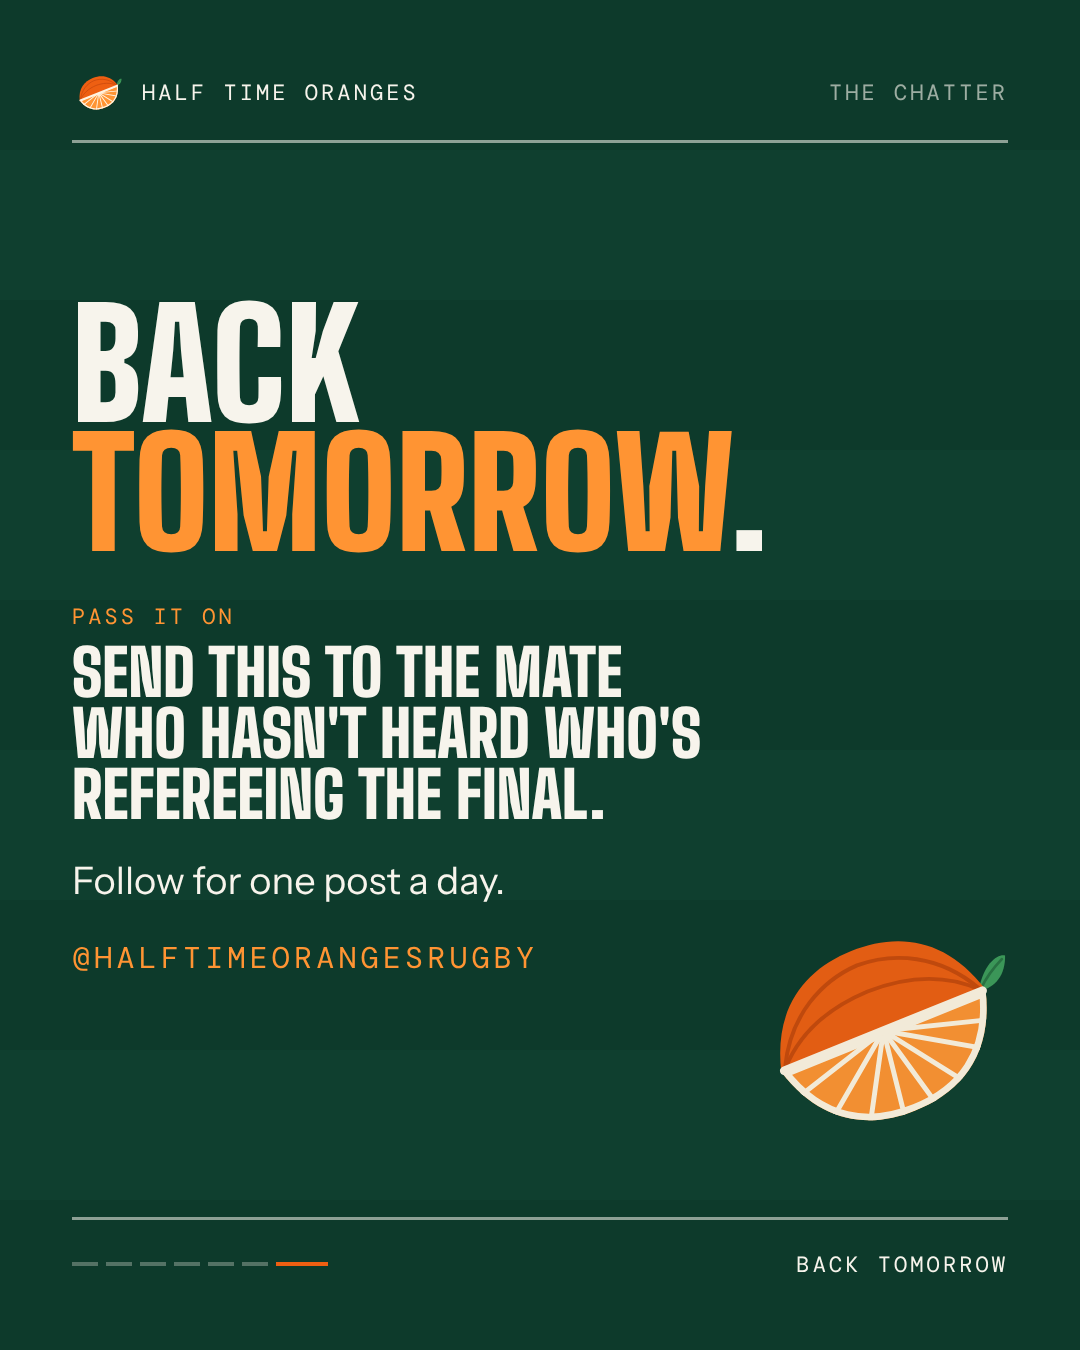 HALF TIME ORANGES
THE CHATTER
BACK
TOMORROW.
PASS IT ON
SEND THIS TO THE MATE
WHO HASN'T HEARD WHO'S
REFEREEING THE FINAL.
Follow for one post a day.
@HALFTIMEORANGESRUGBY
BACK TOMORROW